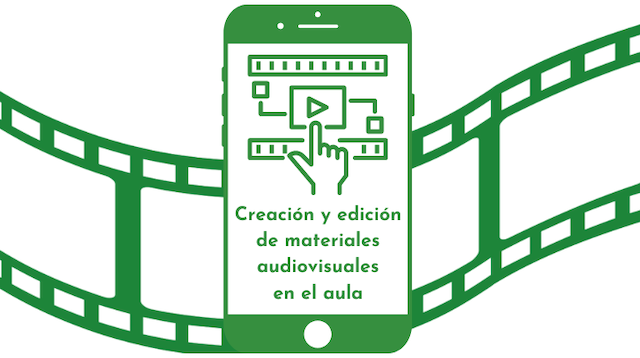 Creación y edición
de materiales
audiovisuales
en el aula